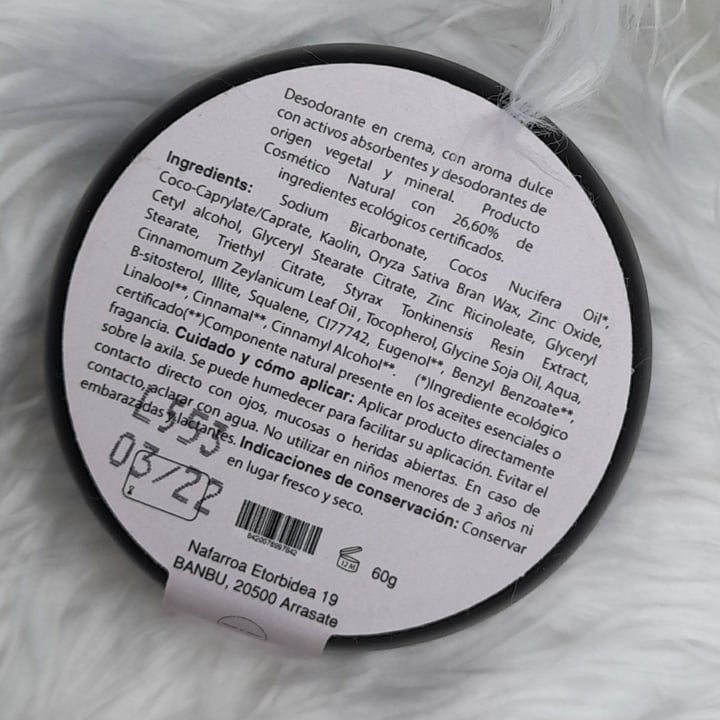 Desodorante en crema, con aroma dulce
con activos absorbentes y desodorantes de
origen vegetal y mineral. Producto
Cosmético Natural con 26,60% de
ingredientes ecológicos certificados.
Ingredients: Sodium Bicarbonate, Cocos Nucifera Oil*,
Coco-Caprylate/Caprate, Kaolin, Oryza Sativa Bran Wax, Zinc Oxide,
Cetyl alcohol, Glyceryl Stearate Citrate, Zinc Ricinoleate, Glyceryl
Stearate, Triethyl Citrate, Styrax Tonkinensis Resin Extract,
Cinnamomum Zeylanicum Leaf Oil, Tocopherol, Glycine Soja Oil, Aqua,
B-sitosterol, Illite, Squalene, CI77742, Eugenol**, Benzyl Benzoate**,
Linalool**, Cinnamal**, Cinnamyl Alcohol**. (*)Ingrediente ecológico
certificado(**)Componente natural presente en los aceites esenciales o
fragancia. Cuidado y cómo aplicar: Aplicar producto directamente
sobre la axila. Se puede humedecer para facilitar su aplicación. Evitar el
contacto directo con ojos, mucosas o heridas abiertas. En caso de
contacto, aclarar con agua. No utilizar en niños menores de 3 años ni
embarazadas y lactantes. Indicaciones de conservación: Conservar
en lugar fresco y seco.
L553
03/22
12 M
60g
Nafarroa Etorbidea 19
BANBU, 20500 Arrasate